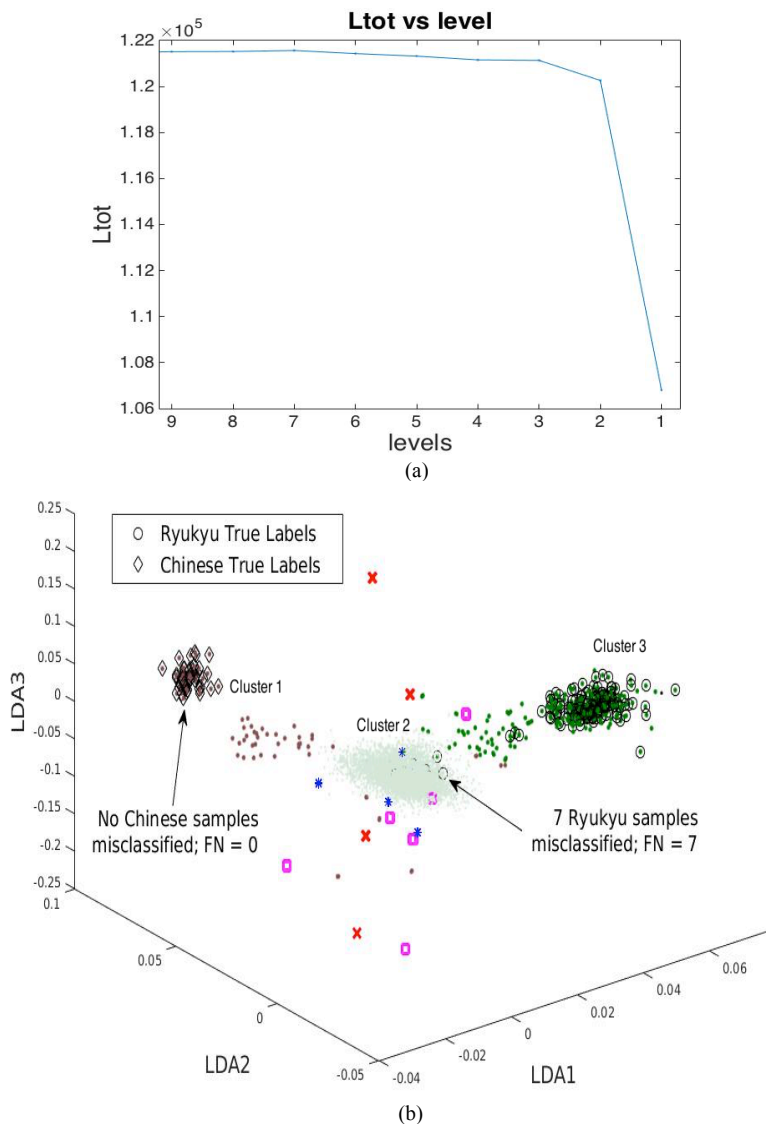 Ltot vs level
×10^5
1.22
1.2
1.18
1.16
1.14
1.12
1.1
1.08
1.06
Ltot
9 8 7 6 5 4 3 2 1
levels
(a)
0.25
0.2
0.15
0.1
0.05
0
-0.05
-0.1
-0.15
-0.2
-0.25
LDA3
Ryukyu True Labels
Chinese True Labels
Cluster 1
Cluster 2
Cluster 3
No Chinese samples
misclassified; FN = 0
7 Ryukyu samples
misclassified; FN = 7
0.1
0.05
0
-0.05
LDA2
-0.04
-0.02
0
0.02
0.04
0.06
LDA1
(b)